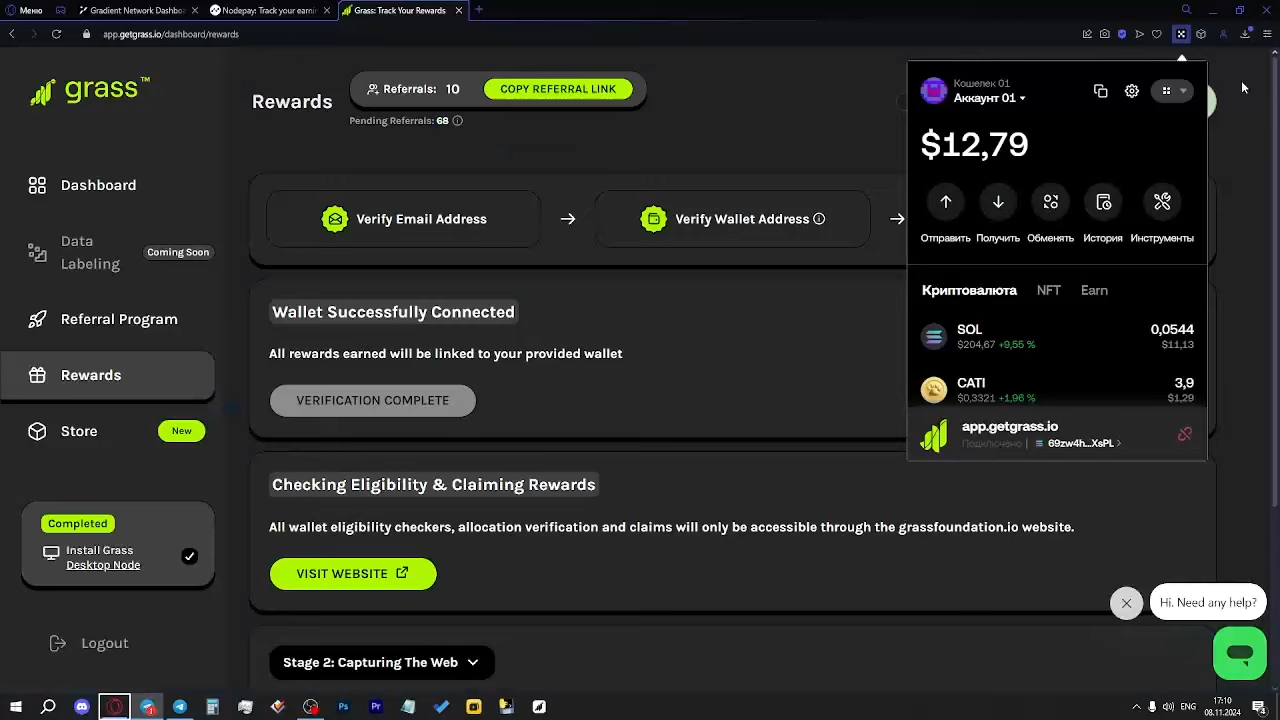 Меню
Gradient Network Dashboa
Nodepay: Track your earnin
Grass: Track Your Rewards
app.getgrass.io/dashboard/rewards
grass™
Rewards
Referrals: 10
COPY REFERRAL LINK
Pending Referrals: 68
Dashboard
Data
Labeling
Coming Soon
Referral Program
Rewards
Store
New
Completed
Install Grass
Desktop Node
Logout
Verify Email Address
Verify Wallet Address
Wallet Successfully Connected
All rewards earned will be linked to your provided wallet
VERIFICATION COMPLETE
Checking Eligibility & Claiming Rewards
All wallet eligibility checkers, allocation verification and claims will only be accessible through the grassfoundation.io website.
VISIT WEBSITE
Stage 2: Capturing The Web
Кошелек 01
Аккаунт 01
$12,79
Отправить
Получить
Обменять
История
Инструменты
Криптовалюта
NFT
Earn
SOL
0,0544
$204,67 +9,55 %
$11,13
CATI
3,9
$0,3321 +1,96 %
$1,29
app.getgrass.io
Подключено | 69zw4h...XsPL
Hi. Need any help?
ENG
17:10
08.11.2024